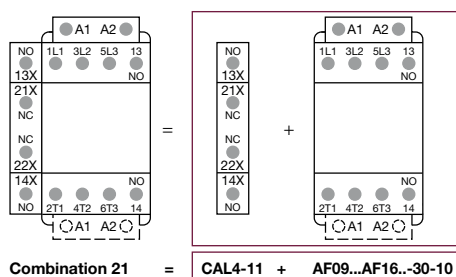 A1 A2
NO 1L1 3L2 5L3 13
13X NO
21X
NC
NC
22X
14X NO
NO 2T1 4T2 6T3 14
A1 A2
=
NO
13X
21X
NC
NC
22X
14X
NO
+
A1 A2
1L1 3L2 5L3 13
NO
NO
2T1 4T2 6T3 14
A1 A2
Combination 21 = CAL4-11 + AF09...AF16..-30-10